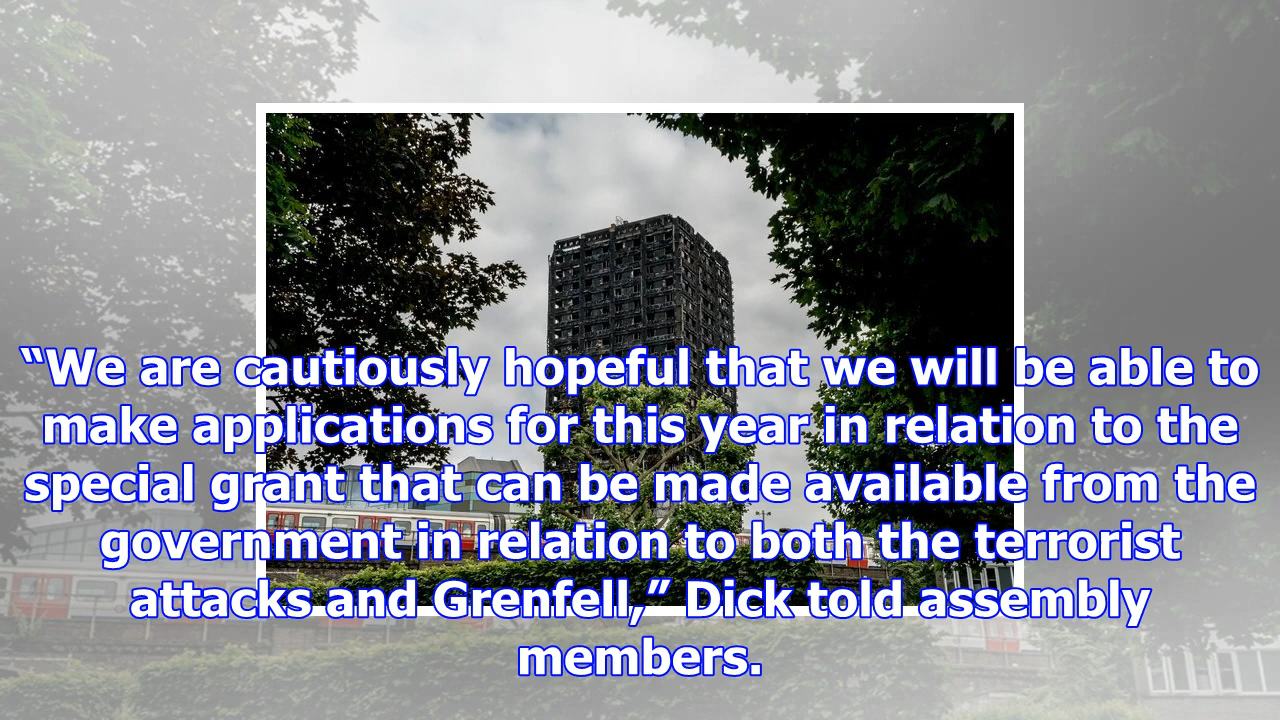 “We are cautiously hopeful that we will be able to
make applications for this year in relation to the
special grant that can be made available from the
government in relation to both the terrorist
attacks and Grenfell,” Dick told assembly
members.